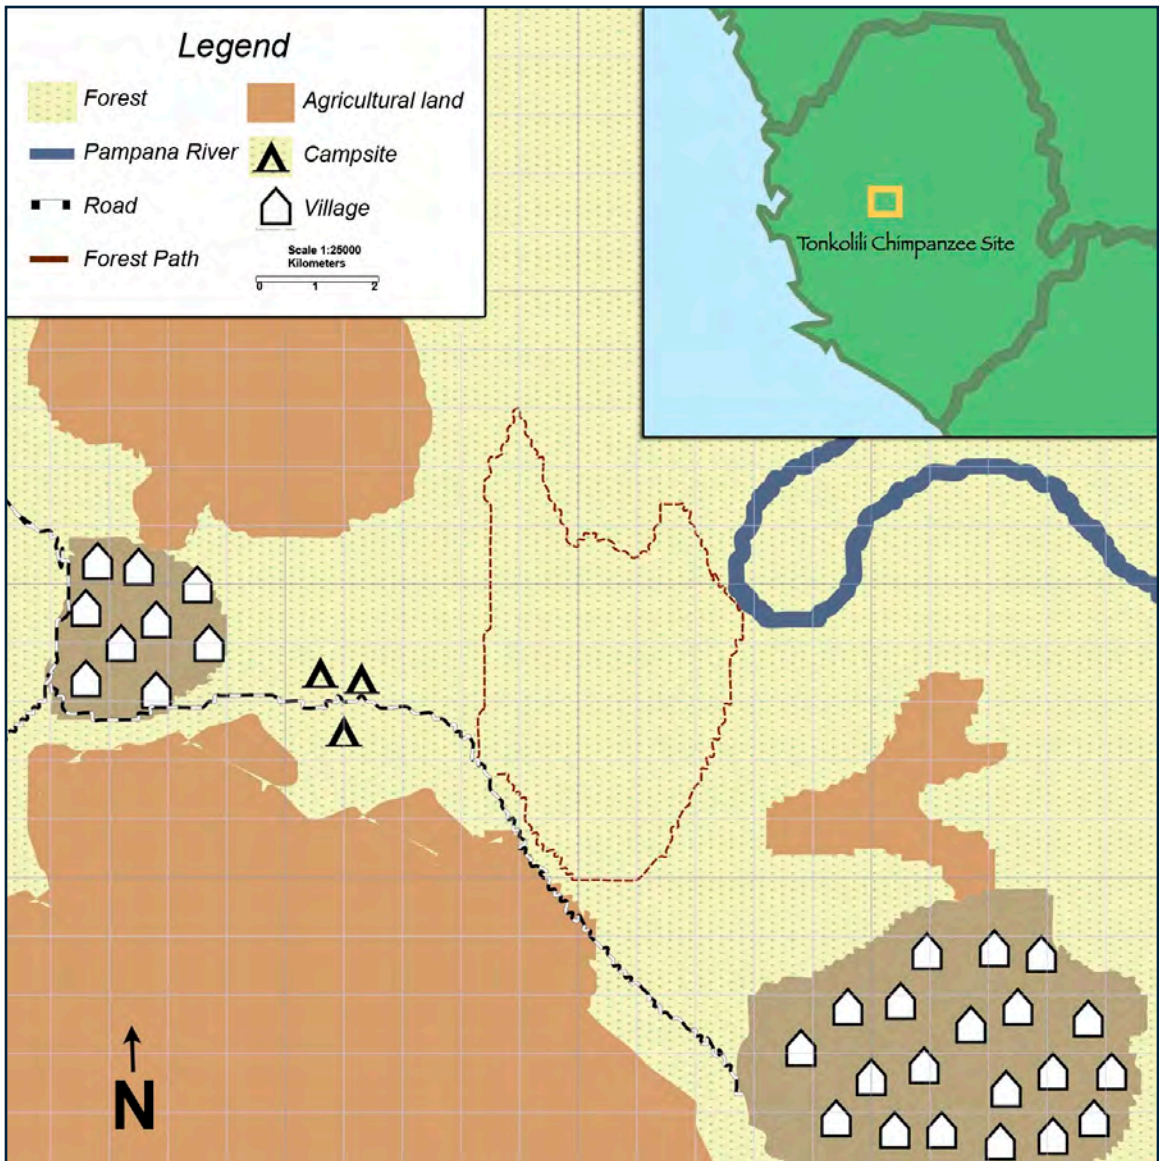 Legend
Forest
Agricultural land
Pampana River
Campsite
Road
Village
Forest Path
Scale 1:25000
Kilometers
0 1 2
Tonkolili Chimpanzee Site
N